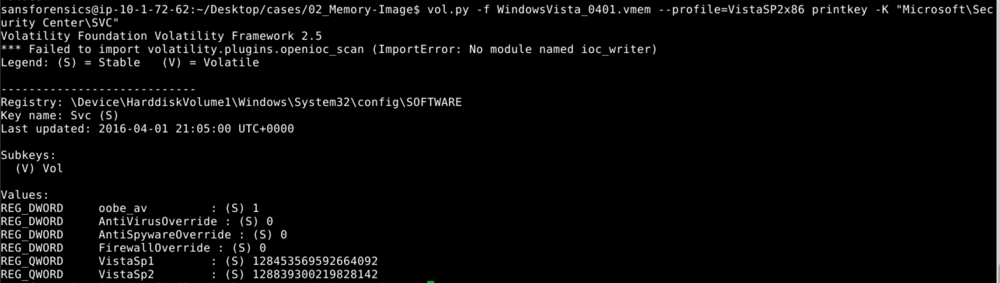 sansforensics@ip-10-1-72-62:~/Desktop/cases/02_Memory-Image$ vol.py -f WindowsVista_0401.vmem --profile=VistaSP2x86 printkey -K "Microsoft\Sec
urity Center\SVC"
Volatility Foundation Volatility Framework 2.5
*** Failed to import volatility.plugins.openioc_scan (ImportError: No module named ioc_writer)
Legend: (S) = Stable   (V) = Volatile
----------------------------
Registry: \Device\HarddiskVolume1\Windows\System32\config\SOFTWARE
Key name: Svc (S)
Last updated: 2016-04-01 21:05:00 UTC+0000
Subkeys:
  (V) Vol
Values:
REG_DWORD     oobe_av         : (S) 1
REG_DWORD     AntiVirusOverride : (S) 0
REG_DWORD     AntiSpywareOverride : (S) 0
REG_DWORD     FirewallOverride : (S) 0
REG_QWORD     VistaSp1        : (S) 128453569592664092
REG_QWORD     VistaSp2        : (S) 128839300219828142